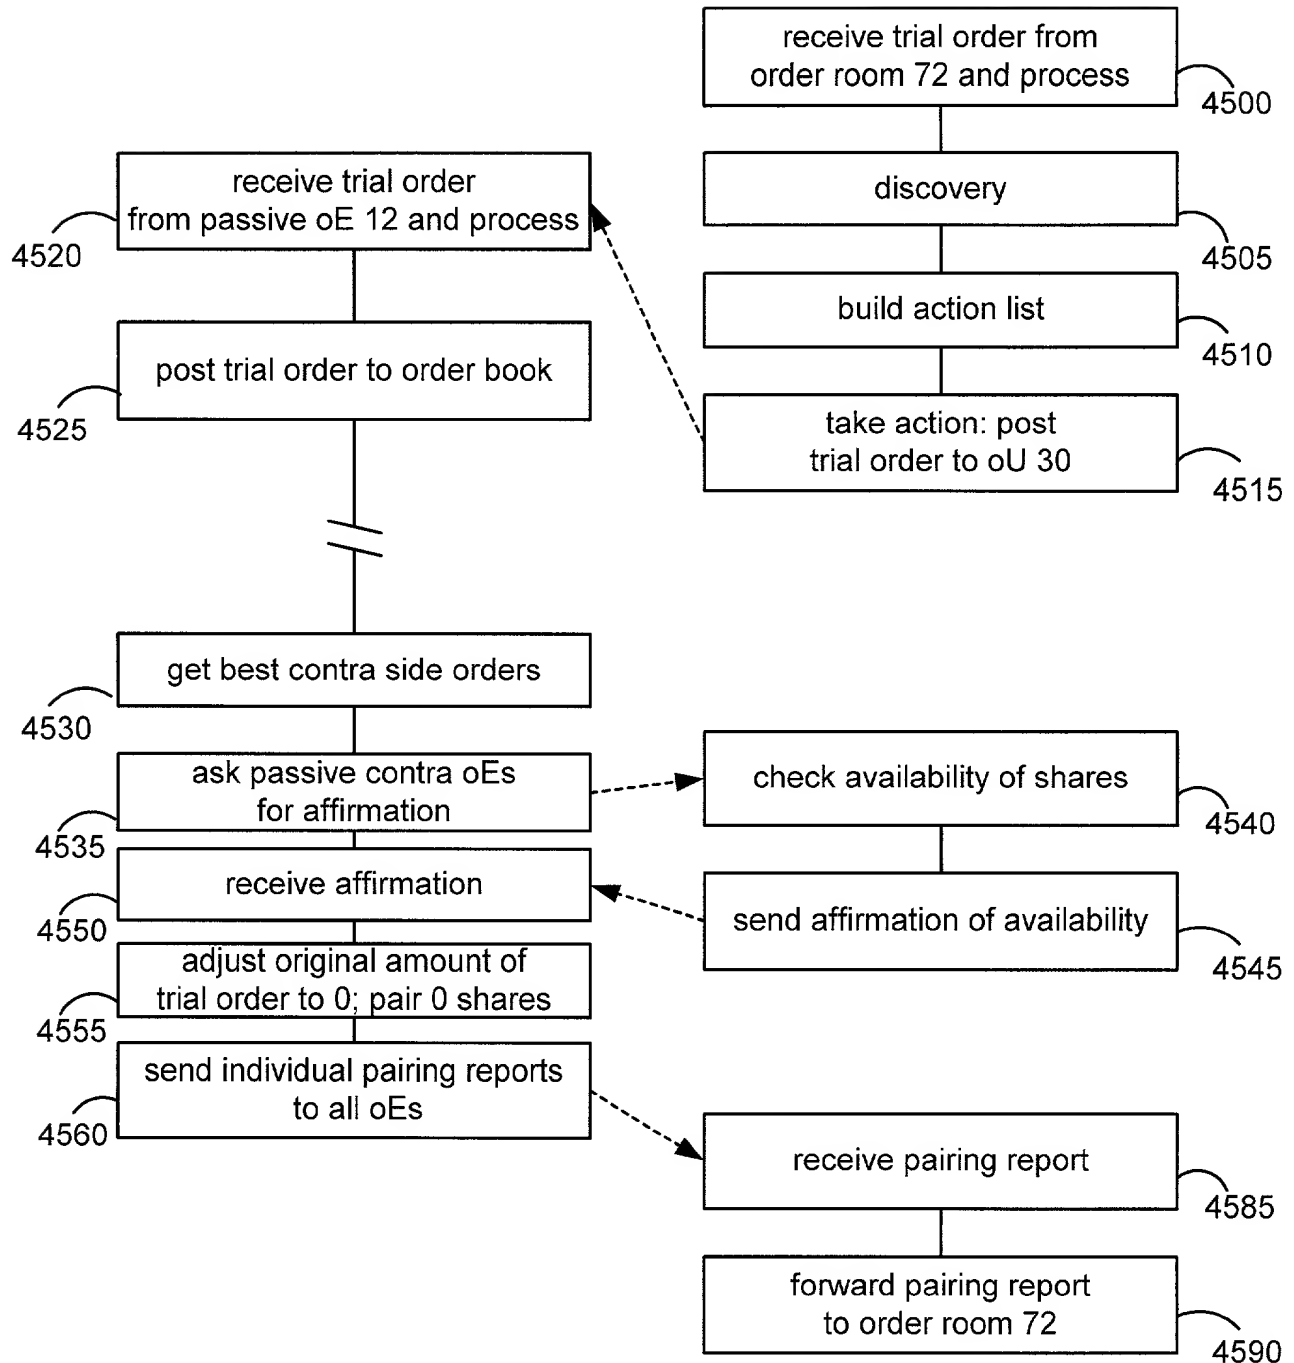 receive trial order from
order room 72 and process
4500
discovery
4505
build action list
4510
take action: post
trial order to oU 30
4515
receive trial order
from passive oE 12 and process
4520
post trial order to order book
4525
get best contra side orders
4530
ask passive contra oEs
for affirmation
4535
check availability of shares
4540
send affirmation of availability
4545
receive affirmation
4550
adjust original amount of
trial order to 0; pair 0 shares
4555
send individual pairing reports
to all oEs
4560
receive pairing report
4585
forward pairing report
to order room 72
4590